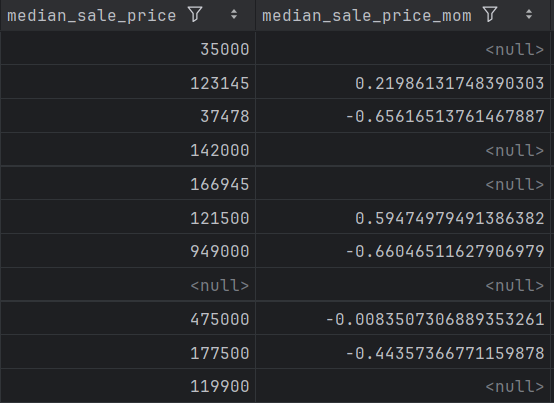 median_sale_price median_sale_price_mom
35000 <null>
123145 0.21986131748390303
37478 -0.65616513761467887
142000 <null>
166945 <null>
121500 0.59474979491386382
949000 -0.66046511627906979
<null> <null>
475000 -0.0083507306889353261
177500 -0.44357366771159878
119900 <null>